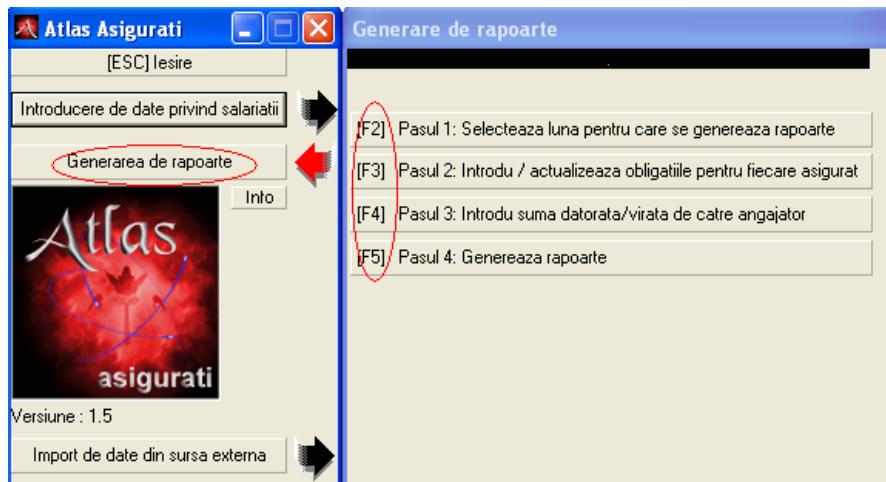 Atlas Asigurati
[ESC] Iesire
Introducere de date privind salariatii
Generarea de rapoarte
Info
Atlas
asigurati
Versiune : 1.5
Import de date din sursa externa
Generare de rapoarte
[F2] Pasul 1: Selecteaza luna pentru care se genereaza rapoarte
[F3] Pasul 2: Introdu / actualizeaza obligatiile pentru fiecare asigurat
[F4] Pasul 3: Introdu suma datorata/virata de catre angajator
[F5] Pasul 4: Genereaza rapoarte